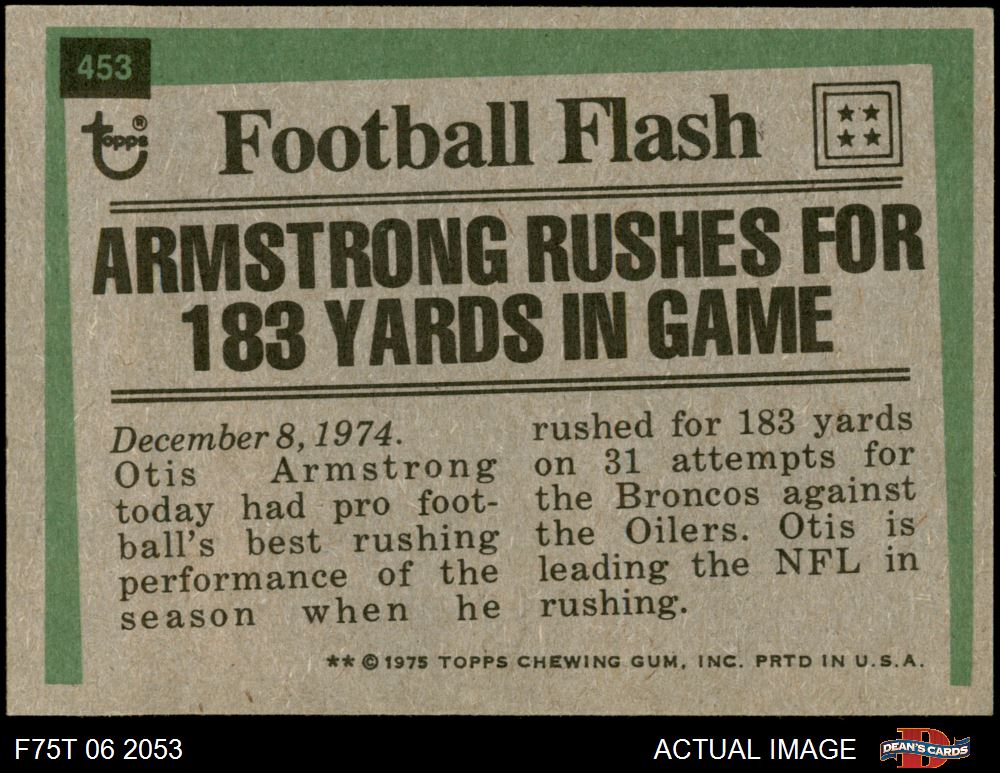 453
topps®
Football Flash
ARMSTRONG RUSHES FOR
183 YARDS IN GAME
December 8, 1974.
Otis Armstrong
today had pro foot-
ball's best rushing
performance of the
season when he
rushed for 183 yards
on 31 attempts for
the Broncos against
the Oilers. Otis is
leading the NFL in
rushing.
** © 1975 TOPPS CHEWING GUM, INC. PRTD IN U.S.A.
F75T 06 2053
ACTUAL IMAGE
DEAN'S CARDS